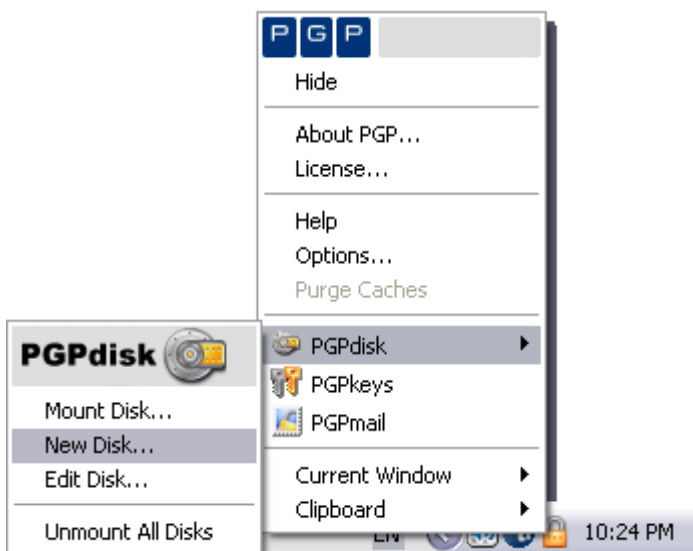 P G P
Hide
About PGP...
License...
Help
Options...
Purge Caches
PGPdisk
PGPkeys
PGPmail
Current Window
Clipboard
PGPdisk
Mount Disk...
New Disk...
Edit Disk...
Unmount All Disks
EN
10:24 PM